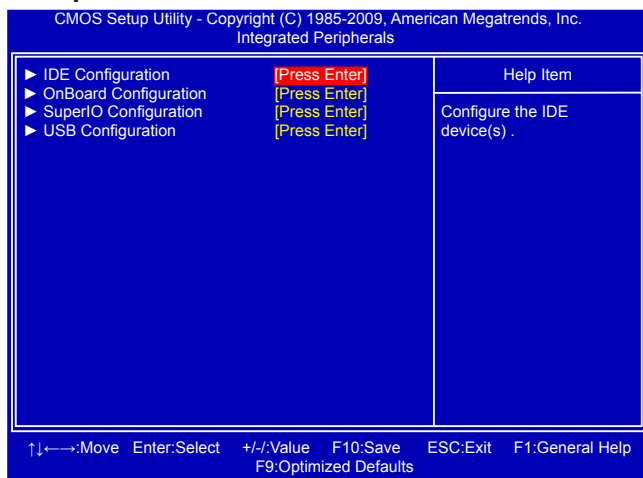 CMOS Setup Utility - Copyright (C) 1985-2009, American Megatrends, Inc.
Integrated Peripherals
► IDE Configuration [Press Enter]
► OnBoard Configuration [Press Enter]
► SuperIO Configuration [Press Enter]
► USB Configuration [Press Enter]
Help Item
Configure the IDE
device(s) .
↑↓←→:Move Enter:Select +/-/:Value F10:Save ESC:Exit F1:General Help
F9:Optimized Defaults